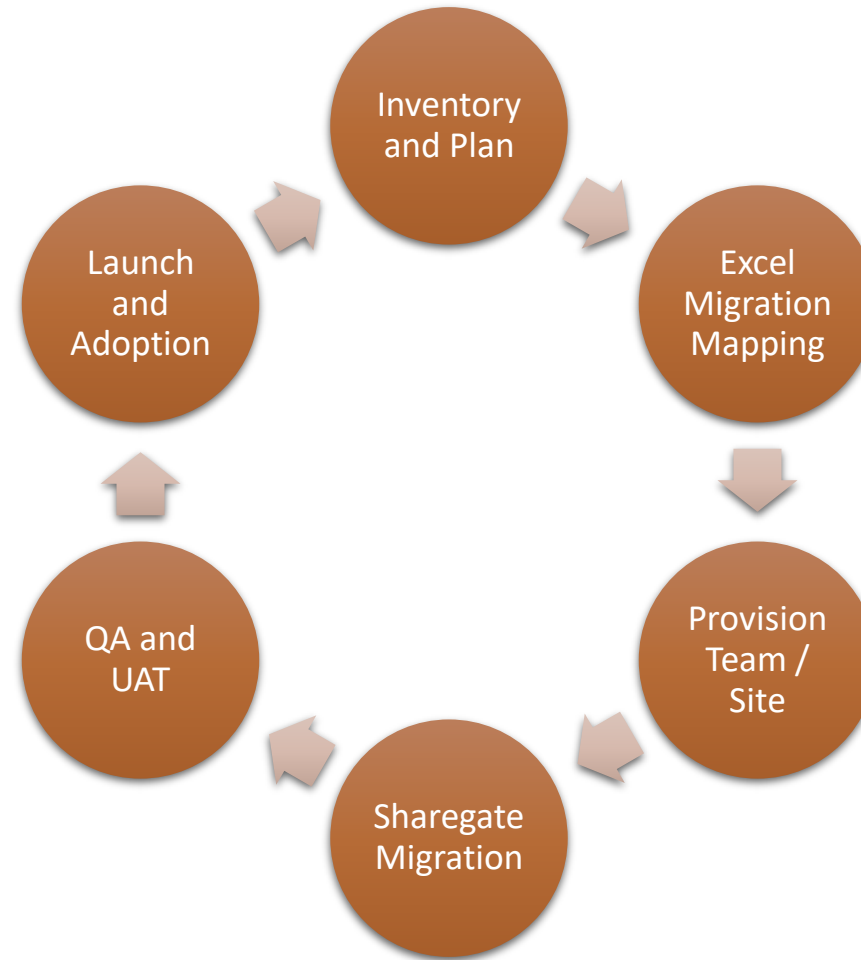 Inventory
and Plan
Excel
Migration
Mapping
Provision
Team /
Site
Sharegate
Migration
QA and
UAT
Launch
and
Adoption